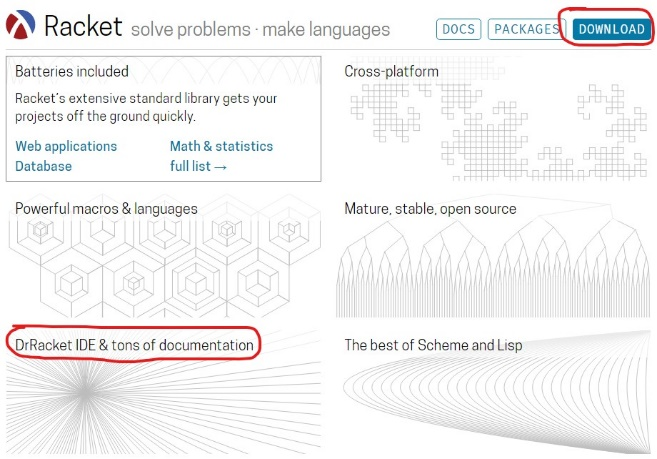 Racket solve problems · make languages
DOCS PACKAGES DOWNLOAD
Batteries included
Racket's extensive standard library gets your
projects off the ground quickly.
Web applications Math & statistics
Database full list →
Cross-platform
Powerful macros & languages
Mature, stable, open source
DrRacket IDE & tons of documentation
The best of Scheme and Lisp